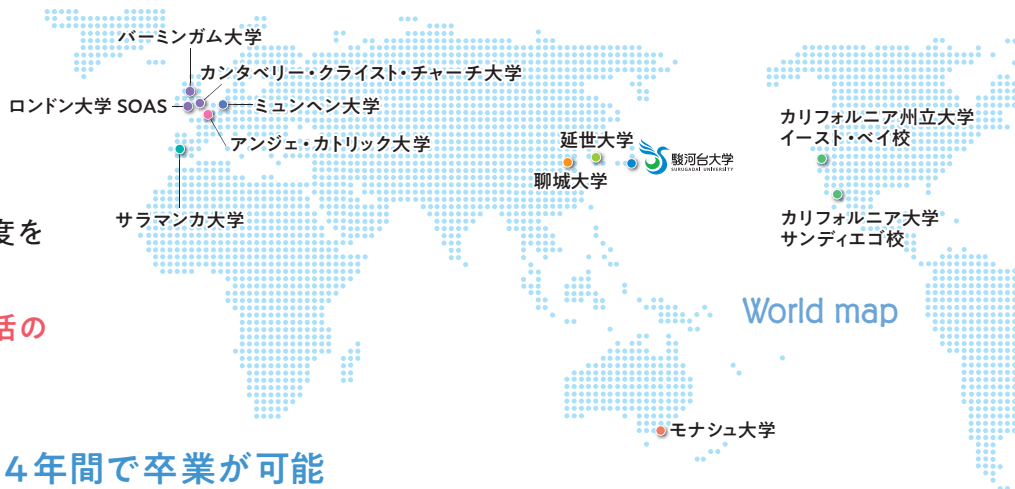 バーミンガム大学
カンタベリー・クライスト・チャーチ大学
ロンドン大学 SOAS
ミュンヘン大学
アンジェ・カトリック大学
サラマンカ大学
延世大学
聊城大学
駿河台大学
SURUGADAI UNIVERSITY
カリフォルニア州立大学
イースト・ベイ校
カリフォルニア大学
サンディエゴ校
度を
活の
World map
モナシュ大学
4年間で卒業が可能